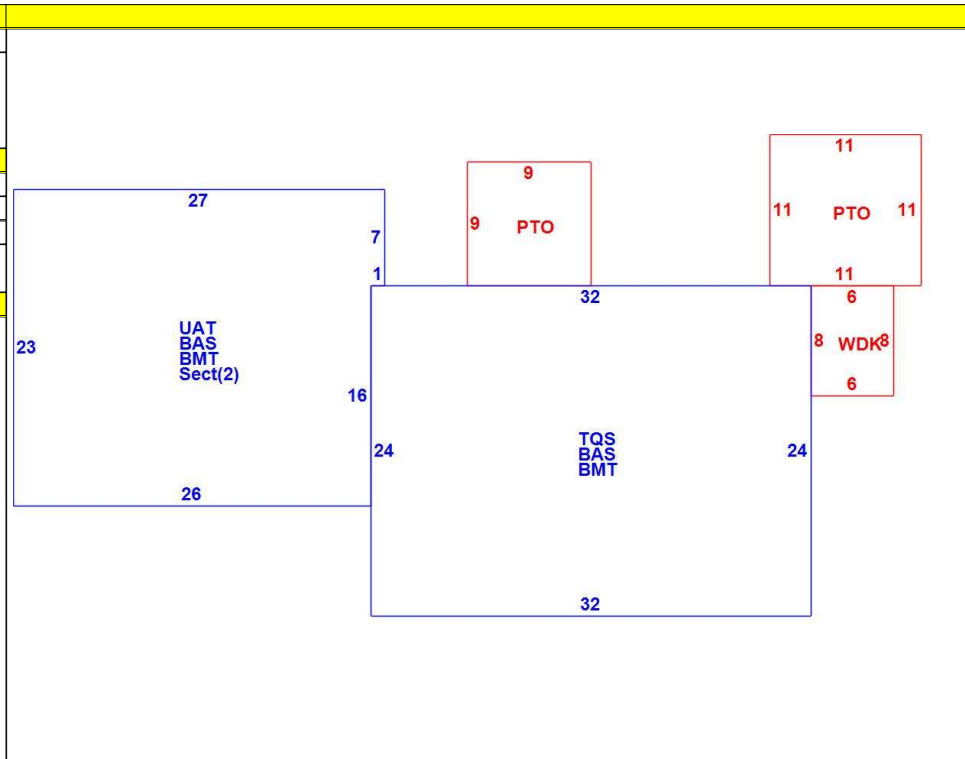 11
9
11
PTO
11
9
PTO
27
7
1
11
32
6
UAT
BAS
BMT
Sect(2)
23
8
WDK
8
6
16
24
TQS
BAS
BMT
24
26
32